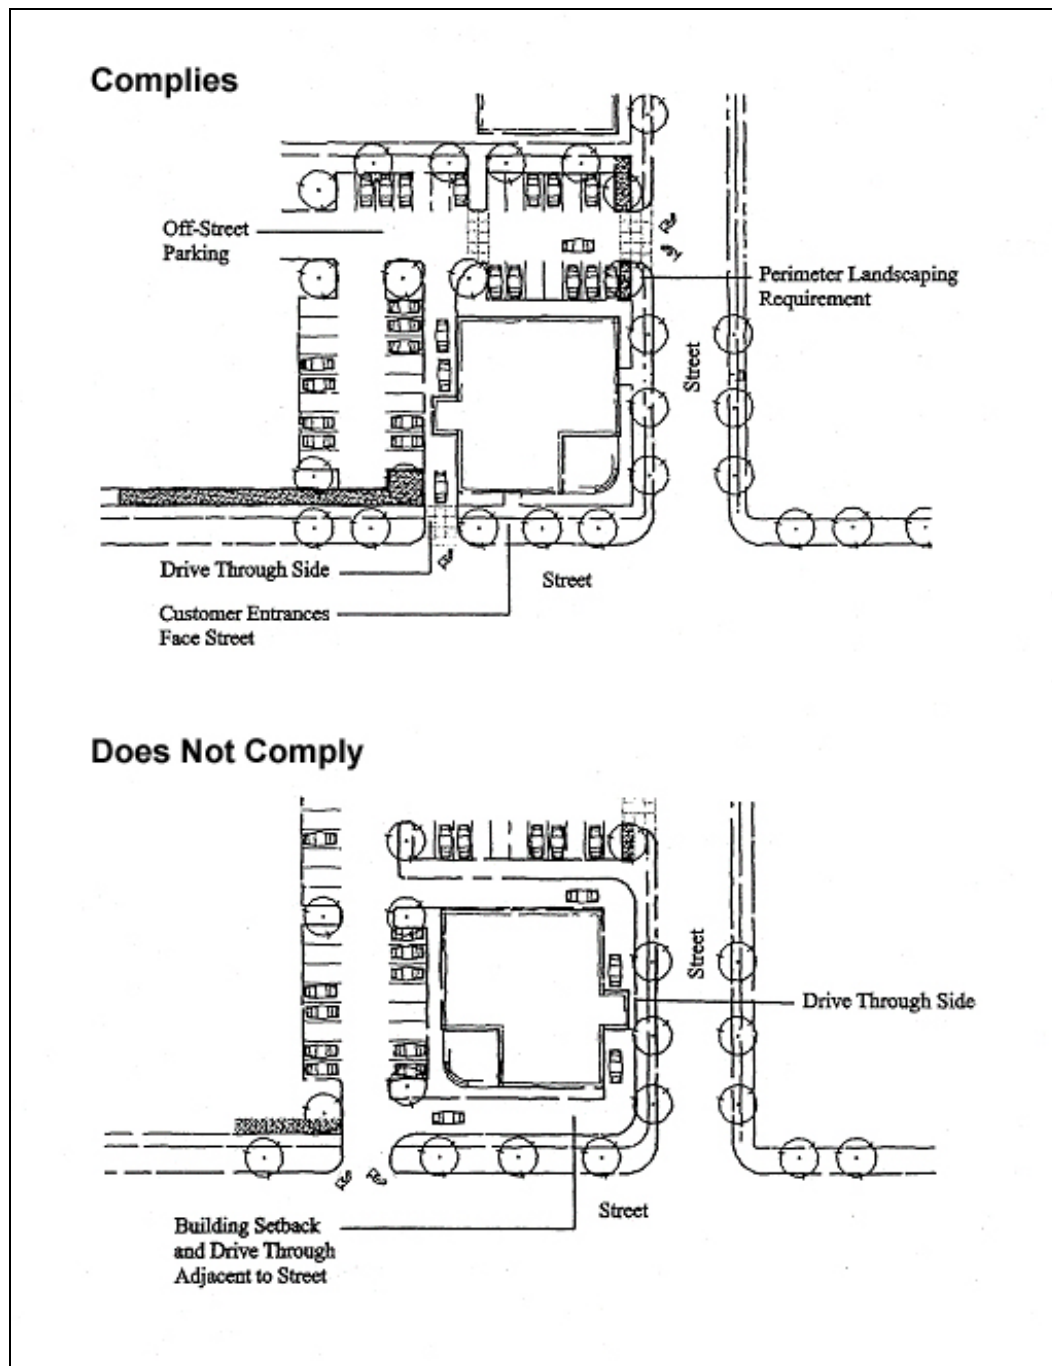 Complies
Off-Street
Parking
Perimeter Landscaping
Requirement
Street
Drive Through Side
Street
Customer Entrances
Face Street
Does Not Comply
Street
Drive Through Side
Street
Building Setback
and Drive Through
Adjacent to Street